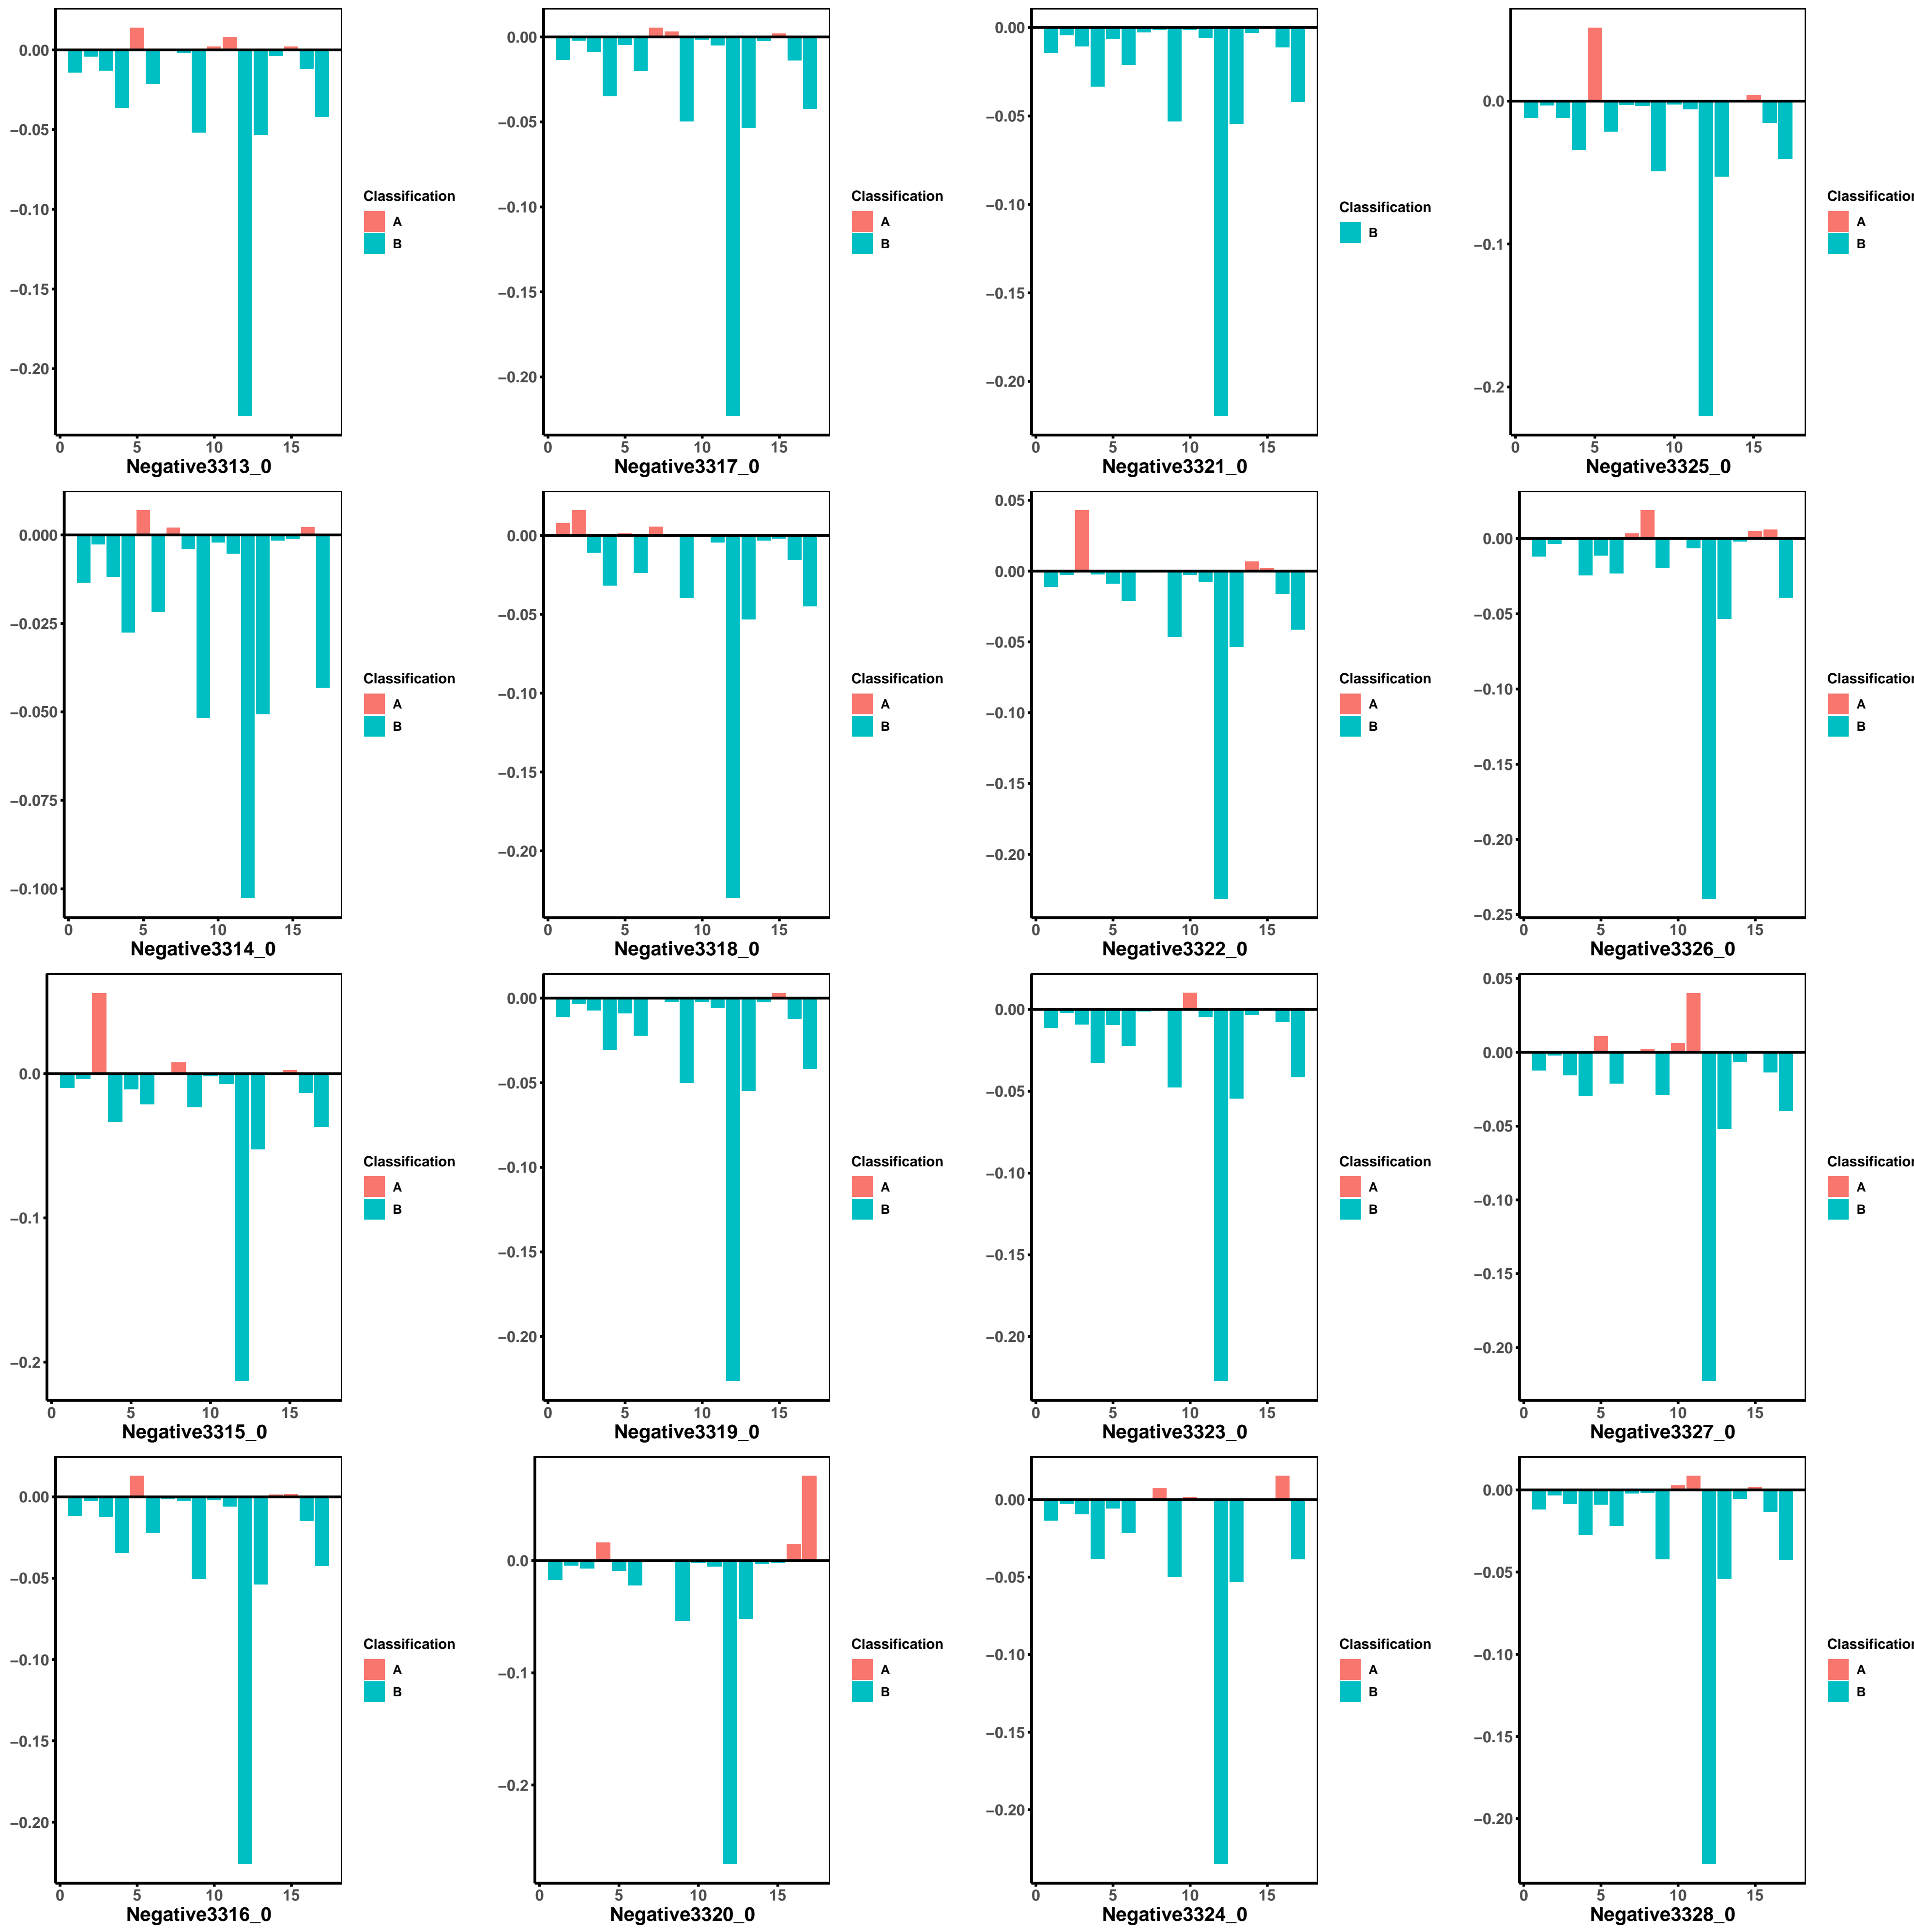 0.00
−0.05
−0.10
−0.15
−0.20
0 5 10 15
Negative3313_0
Classification
A
B
0.00
−0.05
−0.10
−0.15
−0.20
0 5 10 15
Negative3317_0
Classification
A
B
0.00
−0.05
−0.10
−0.15
−0.20
0 5 10 15
Negative3321_0
Classification
B
0.0
−0.1
−0.2
0 5 10 15
Negative3325_0
Classification
A
B
0.000
−0.025
−0.050
−0.075
−0.100
0 5 10 15
Negative3314_0
Classification
A
B
0.00
−0.05
−0.10
−0.15
−0.20
0 5 10 15
Negative3318_0
Classification
A
B
0.05
0.00
−0.05
−0.10
−0.15
−0.20
0 5 10 15
Negative3322_0
Classification
A
B
0.00
−0.05
−0.10
−0.15
−0.20
−0.25
0 5 10 15
Negative3326_0
Classification
A
B
0.0
−0.1
−0.2
0 5 10 15
Negative3315_0
Classification
A
B
0.00
−0.05
−0.10
−0.15
−0.20
0 5 10 15
Negative3319_0
Classification
A
B
0.00
−0.05
−0.10
−0.15
−0.20
0 5 10 15
Negative3323_0
Classification
A
B
0.05
0.00
−0.05
−0.10
−0.15
−0.20
0 5 10 15
Negative3327_0
Classification
A
B
0.00
−0.05
−0.10
−0.15
−0.20
0 5 10 15
Negative3316_0
Classification
A
B
0.0
−0.1
−0.2
0 5 10 15
Negative3320_0
Classification
A
B
0.00
−0.05
−0.10
−0.15
−0.20
0 5 10 15
Negative3324_0
Classification
A
B
0.00
−0.05
−0.10
−0.15
−0.20
0 5 10 15
Negative3328_0
Classification
A
B